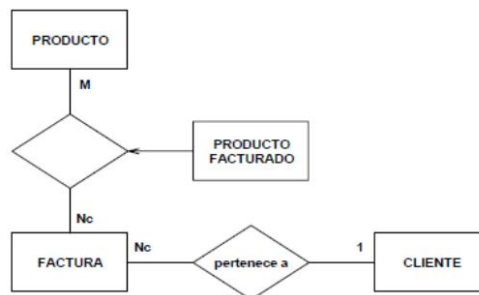 PRODUCTO
M
PRODUCTO
FACTURADO
Nc
FACTURA
Nc
pertenece a
1
CLIENTE